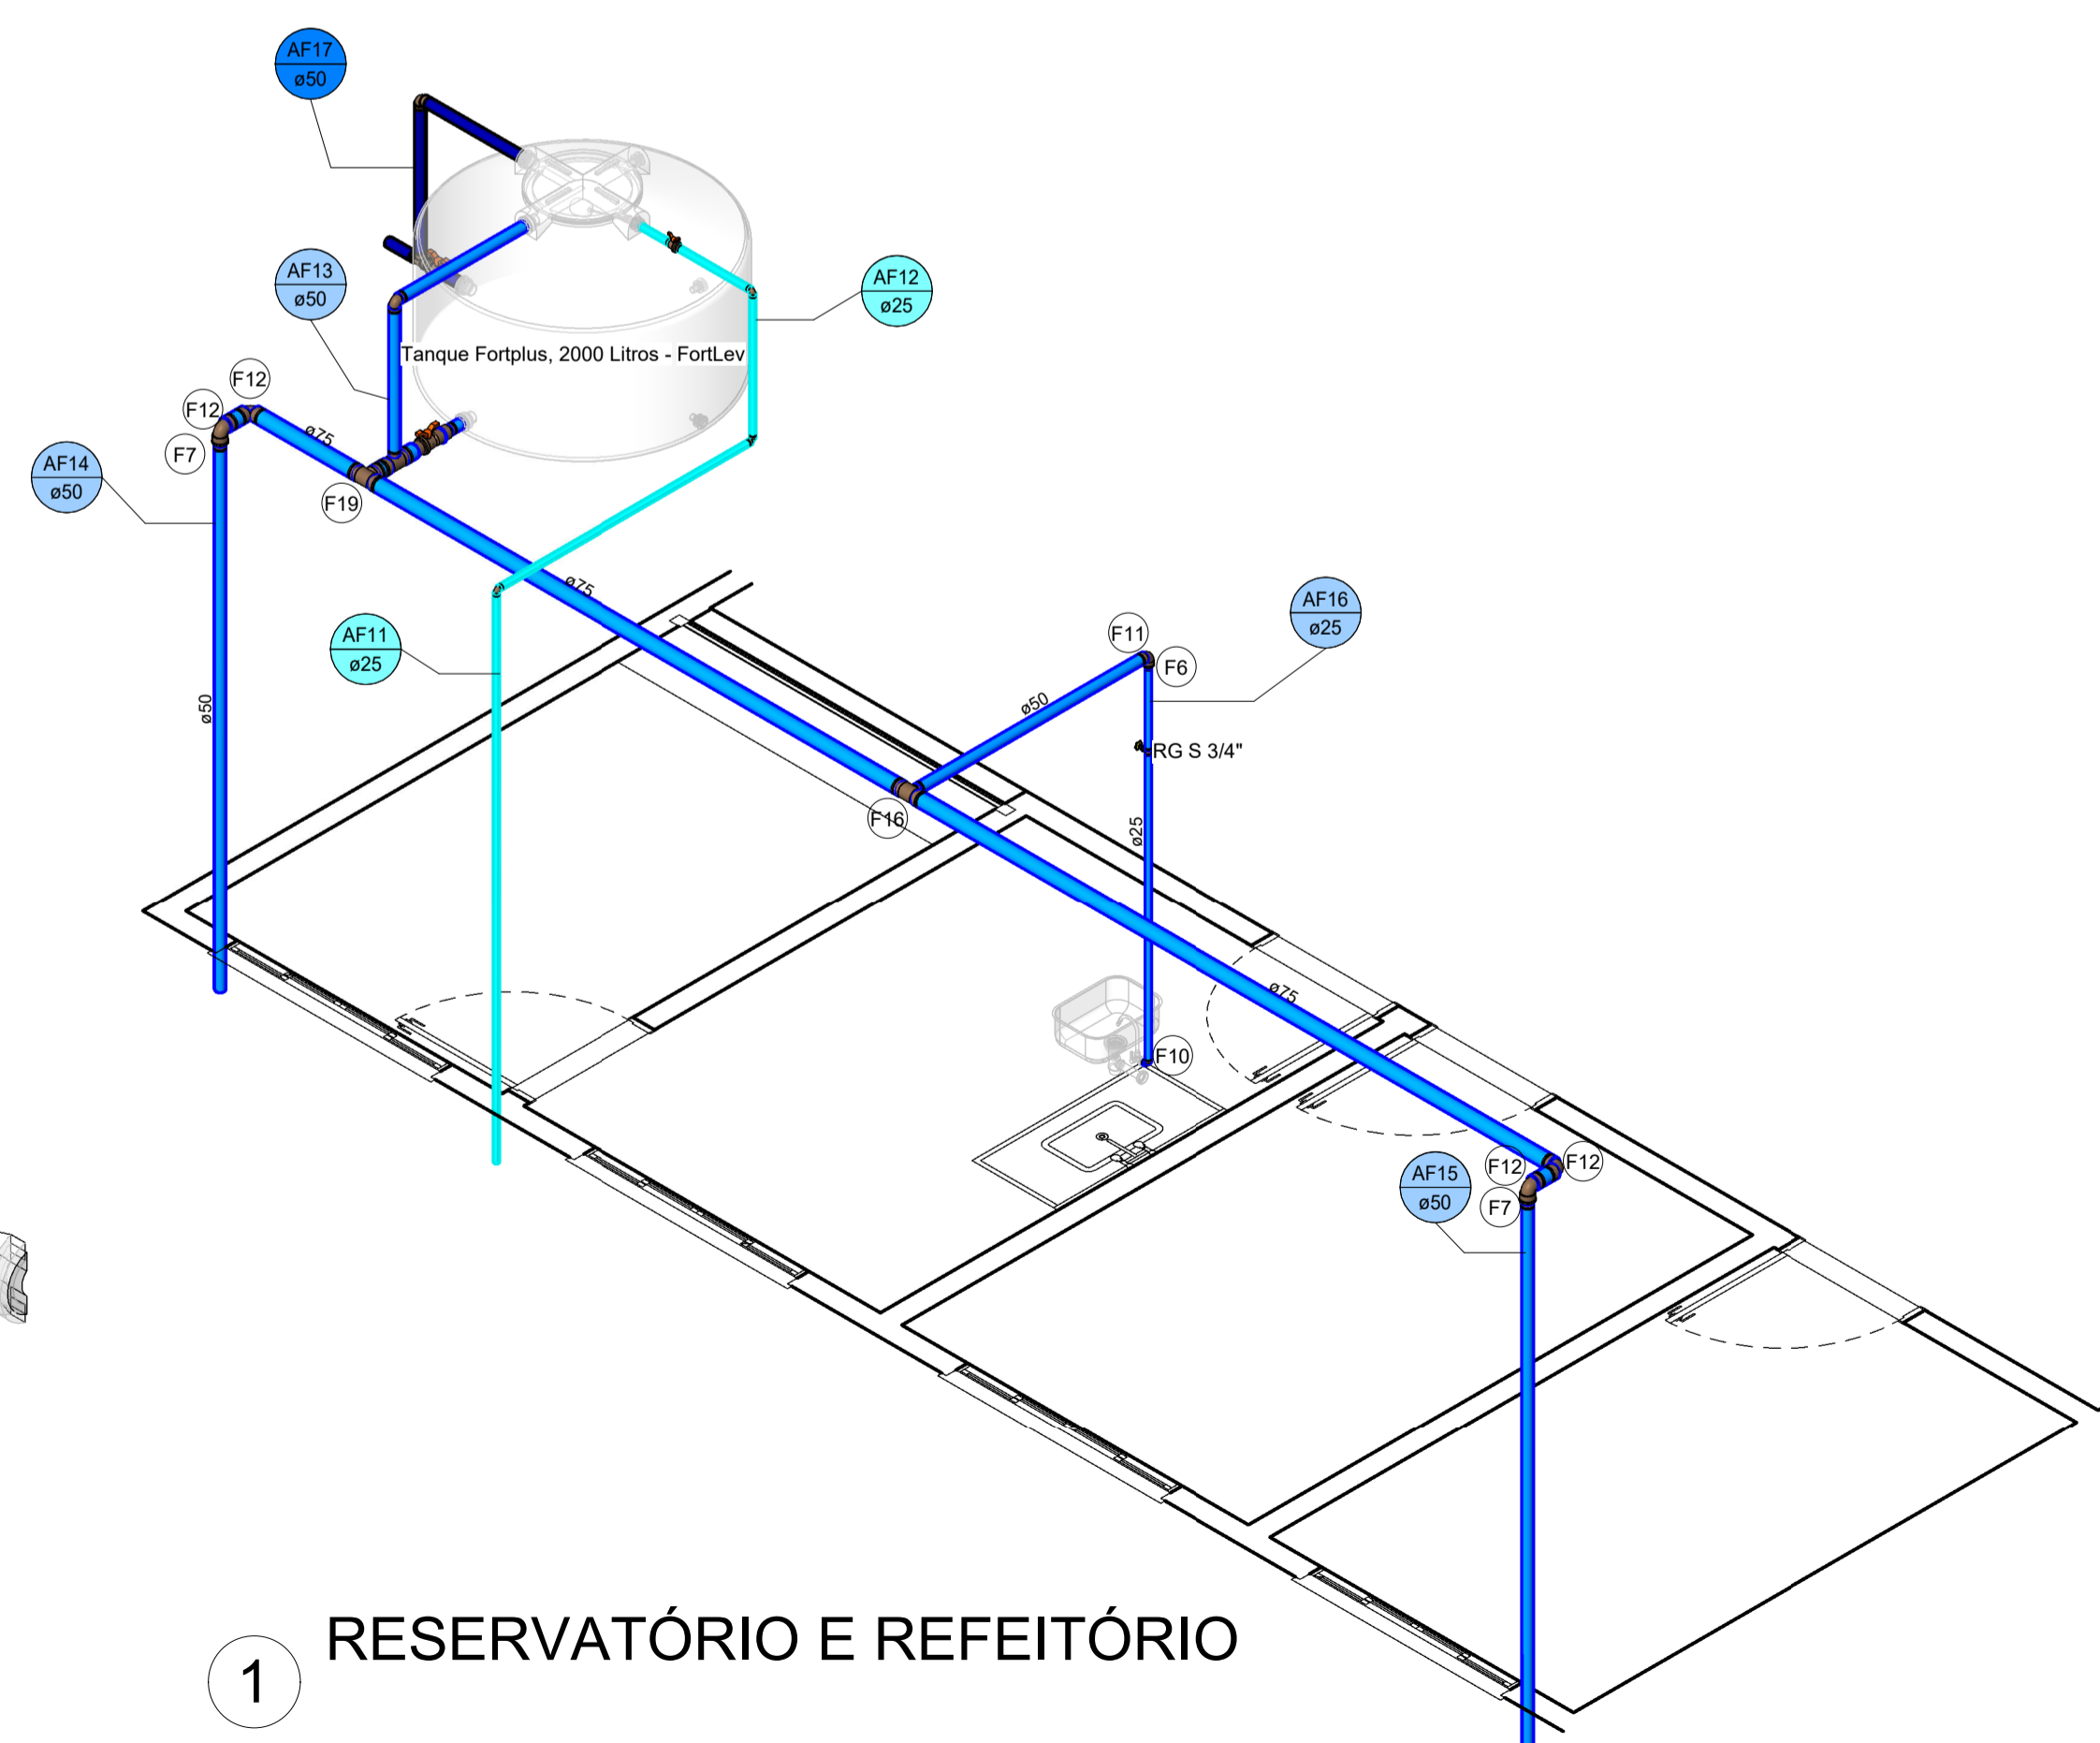 AF17
ø50
AF13
ø50
AF12
ø25
Tanque Fortplus, 2000 Litros - FortLev
F12
F12
F7
ø75
AF14
ø50
F19
ø75
AF11
ø25
AF16
ø25
F11
F6
ø50
ø50
RG S 3/4"
F16
ø25
ø75
F10
F12
F12
AF15
ø50
F7
RESERVATÓRIO E REFEITÓRIO
1